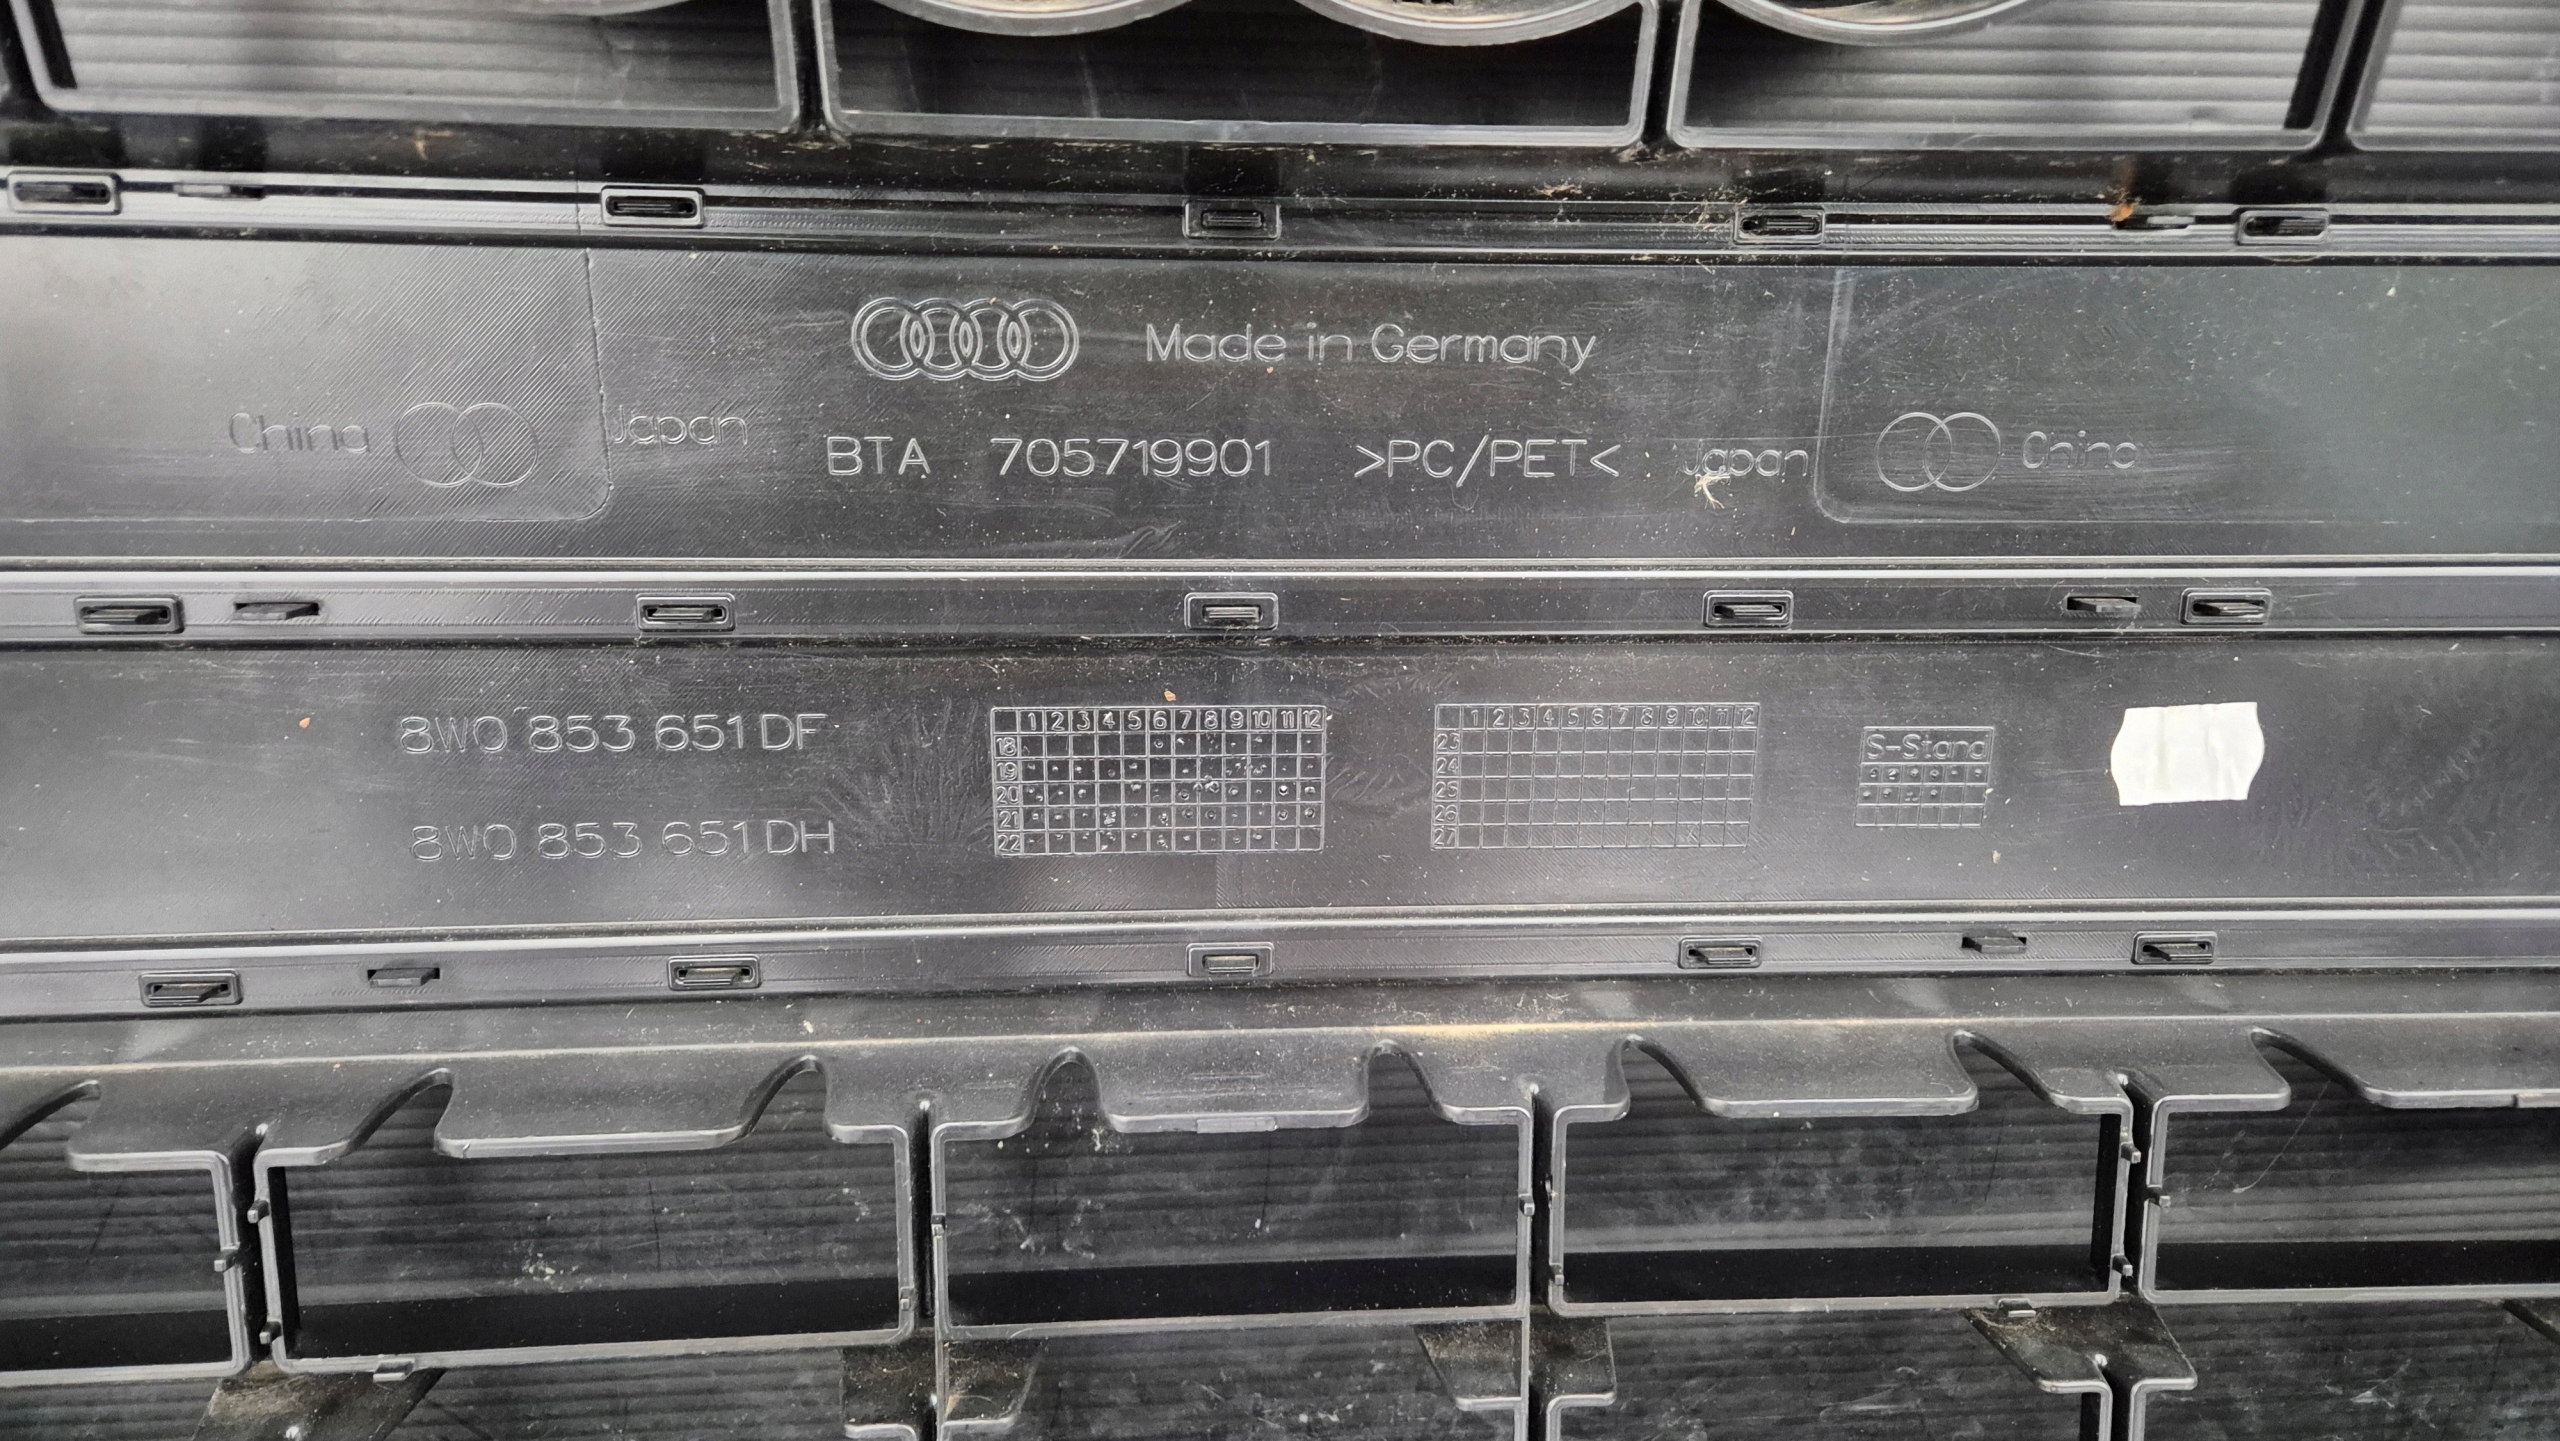 Made in Germany
China
Japan
BTA 705719901 >PC/PET<
Japan
China
8W0 853 651 DF
8W0 853 651 DH
1 2 3 4 5 6 7 8 9 10 11 12
18
19
20
21
22
1 2 3 4 5 6 7 8 9 10 11 12
23
24
25
26
27
S-Stand